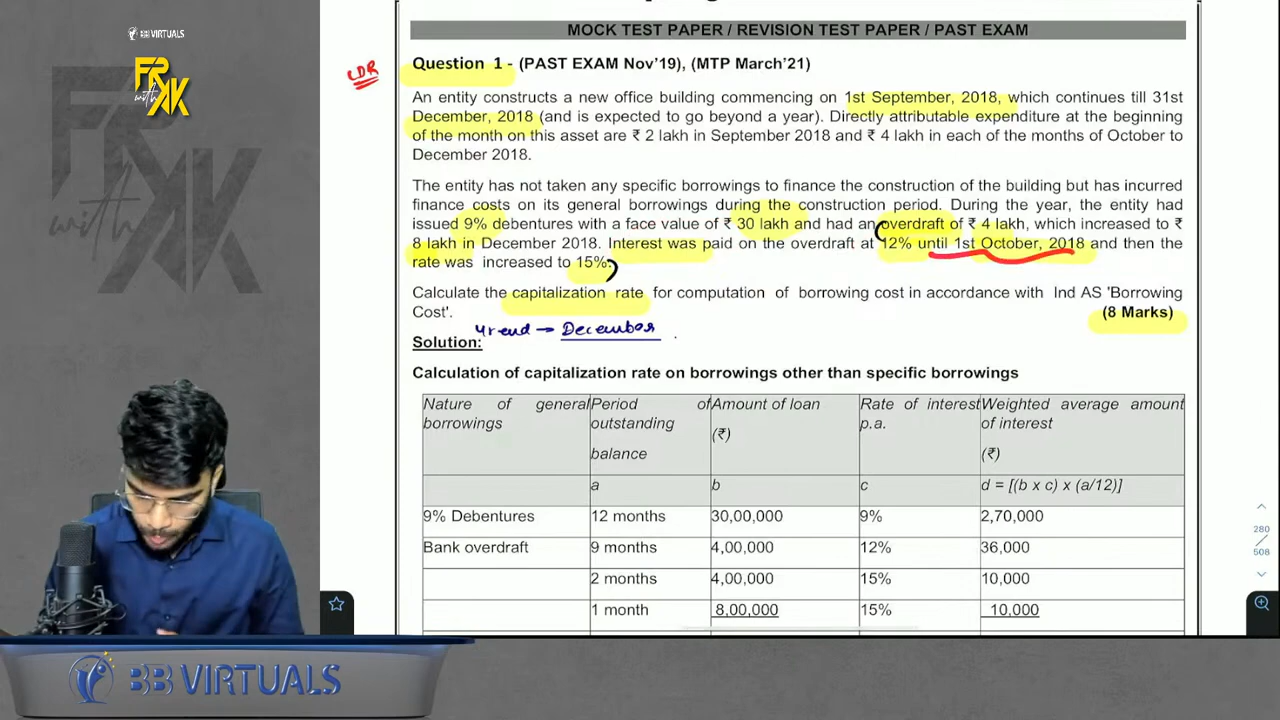 BB VIRTUALS
FR
with
AK
FR
with
AK
MOCK TEST PAPER / REVISION TEST PAPER / PAST EXAM
LDR
Question 1 - (PAST EXAM Nov'19), (MTP March'21)
An entity constructs a new office building commencing on 1st September, 2018, which continues till 31st
December, 2018 (and is expected to go beyond a year). Directly attributable expenditure at the beginning
of the month on this asset are ₹ 2 lakh in September 2018 and ₹ 4 lakh in each of the months of October to
December 2018.
The entity has not taken any specific borrowings to finance the construction of the building but has incurred
finance costs on its general borrowings during the construction period. During the year, the entity had
issued 9% debentures with a face value of ₹ 30 lakh and had an overdraft of ₹ 4 lakh, which increased to ₹
8 lakh in December 2018. Interest was paid on the overdraft at 12% until 1st October, 2018 and then the
rate was increased to 15%.
Calculate the capitalization rate for computation of borrowing cost in accordance with Ind AS 'Borrowing
Cost'. (8 Marks)
Yr end → December
Solution:
Calculation of capitalization rate on borrowings other than specific borrowings
Nature of general borrowings Period of outstanding balance Amount of loan (₹) Rate of interest p.a. Weighted average amount of interest (₹)
a b c d = [(b x c) x (a/12)]
9% Debentures 12 months 30,00,000 9% 2,70,000
Bank overdraft 9 months 4,00,000 12% 36,000
2 months 4,00,000 15% 10,000
1 month 8,00,000 15% 10,000
280
508
BB VIRTUALS